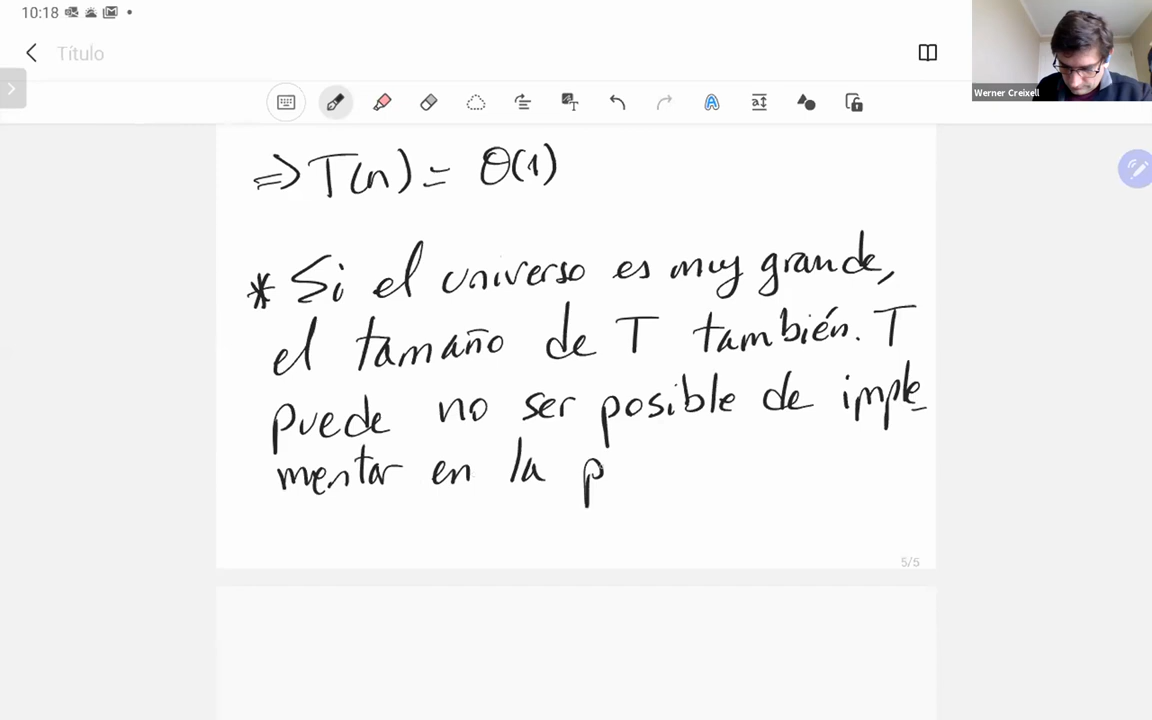 10:18
Título
Werner Creixell
⇒ T(n) = Θ(1)
* Si el universo es muy grande,
el tamaño de T también. T
puede no ser posible de imple-
mentar en la p
5/5